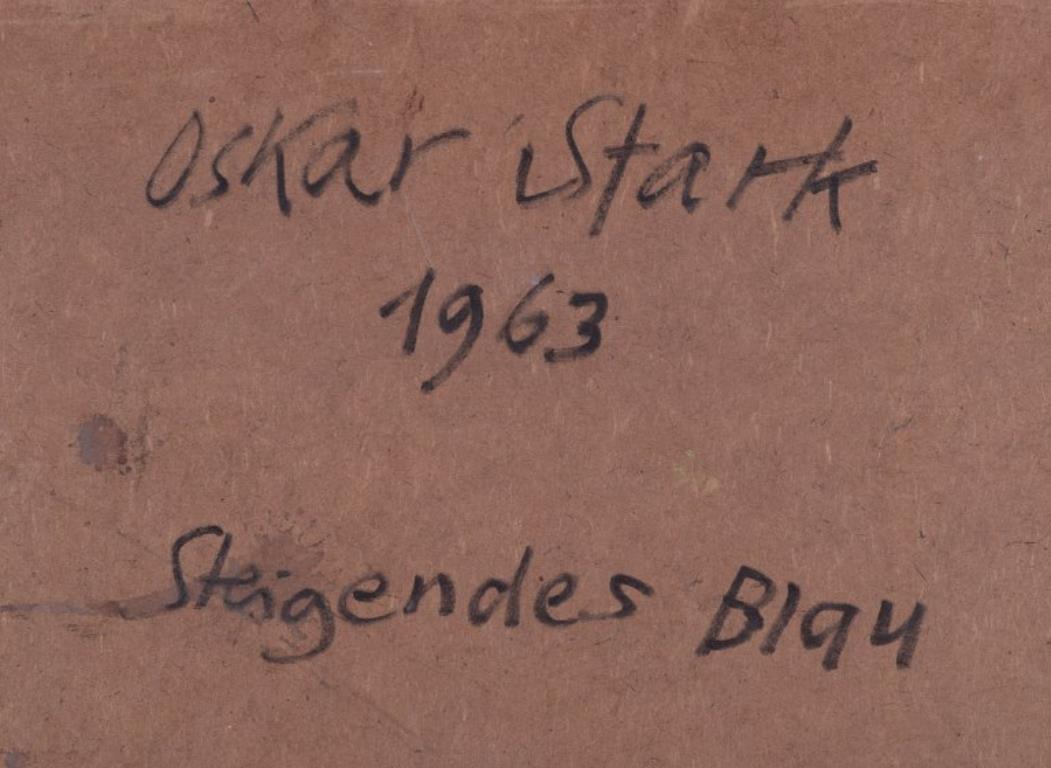 Oskar Stark
1963
Steigendes Blau